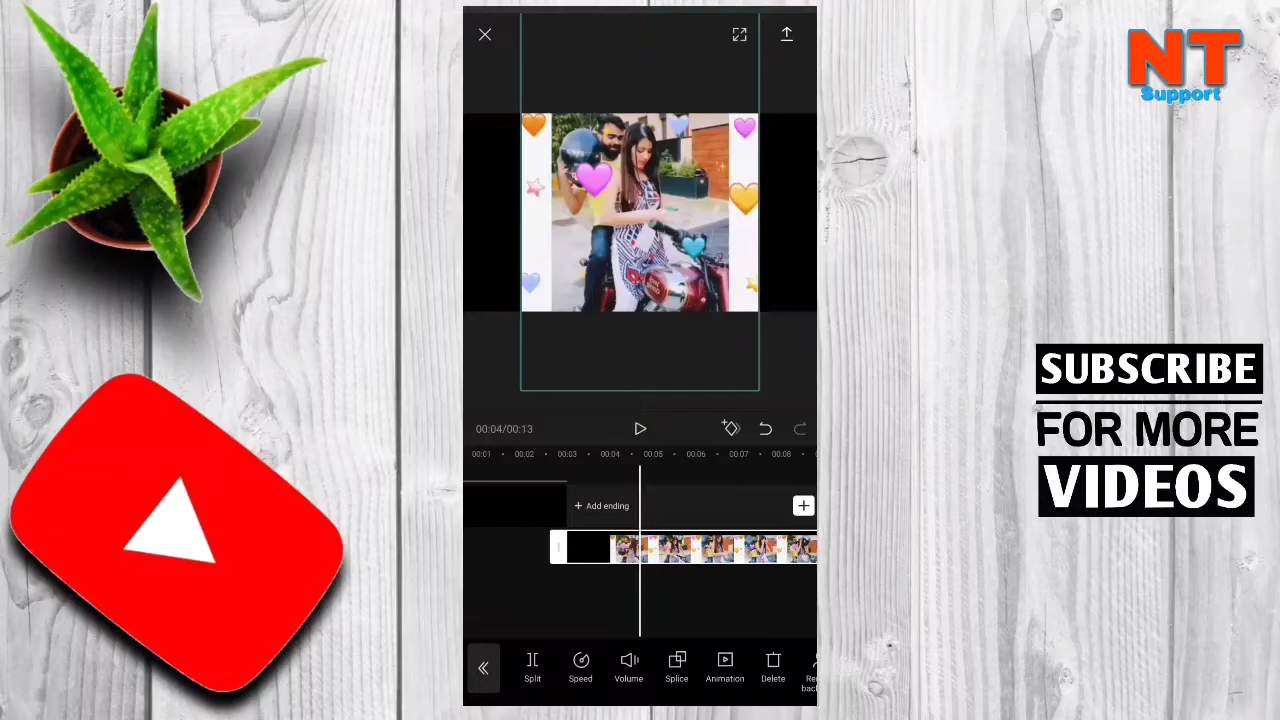 NT
Support
00:04/00:13
00:01 00:02 00:03 00:04 00:05 00:06 00:07 00:08
+ Add ending
Split Speed Volume Splice Animation Delete
SUBSCRIBE
FOR MORE
VIDEOS